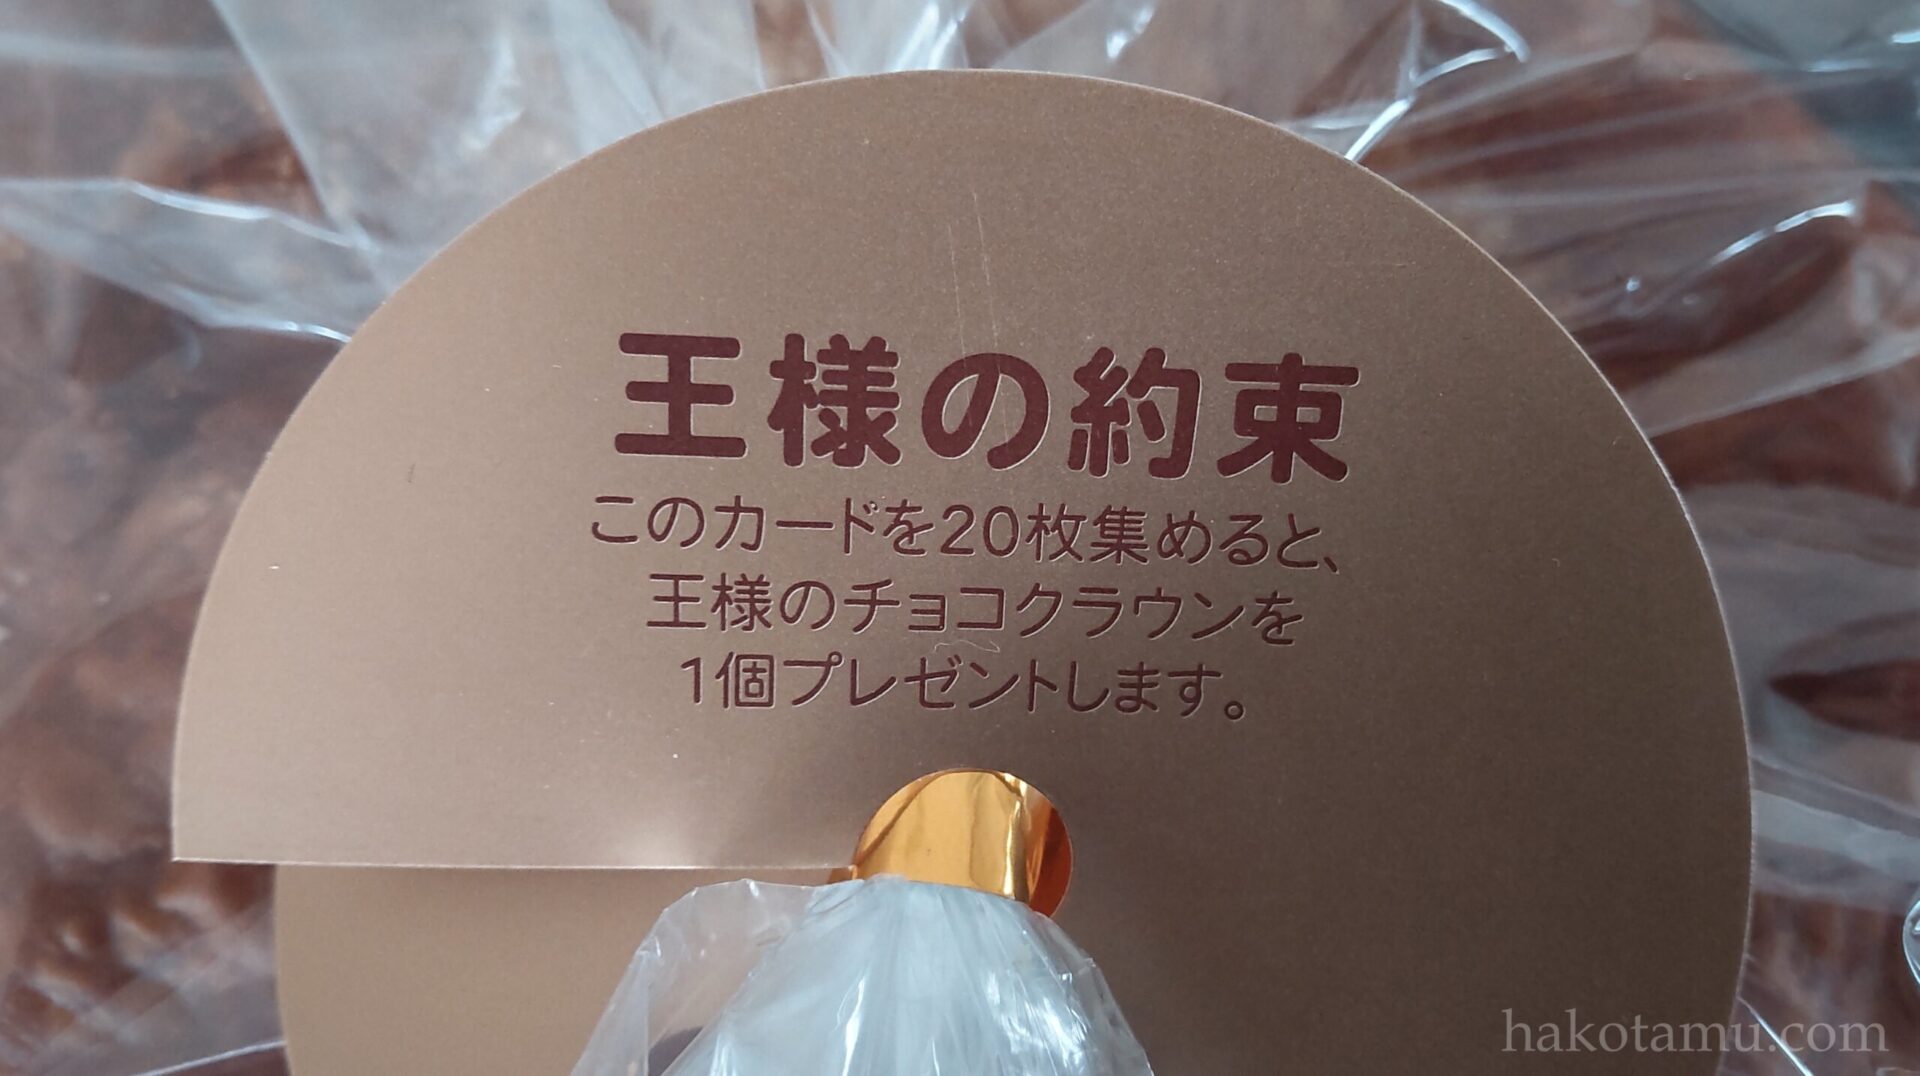 王様の約束
このカードを20枚集めると、
王様のチョコクラウンを
1個プレゼントします。
hakotamu.com